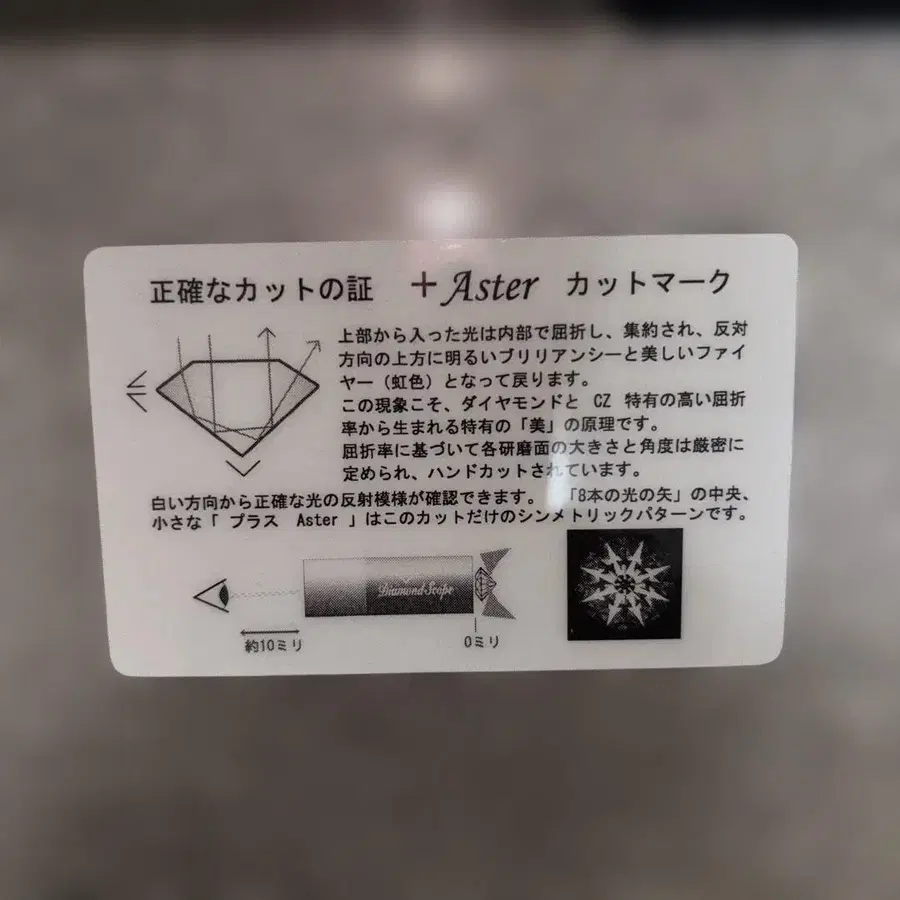 正確なカットの証　＋Aster　カットマーク
上部から入った光は内部で屈折し、集約され、反対
方向の上方に明るいブリリアンシーと美しいファイ
ヤー（虹色）となって戻ります。
この現象こそ、ダイヤモンドと CZ 特有の高い屈折
率から生まれる特有の「美」の原理です。
屈折率に基づいて各研磨面の大きさと角度は厳密に
定められ、ハンドカットされています。
白い方向から正確な光の反射模様が確認できます。　「8本の光の矢」の中央、
小さな「 プラス Aster 」はこのカットだけのシンメトリックパターンです。
DiamondScope
約10ミリ
0ミリ